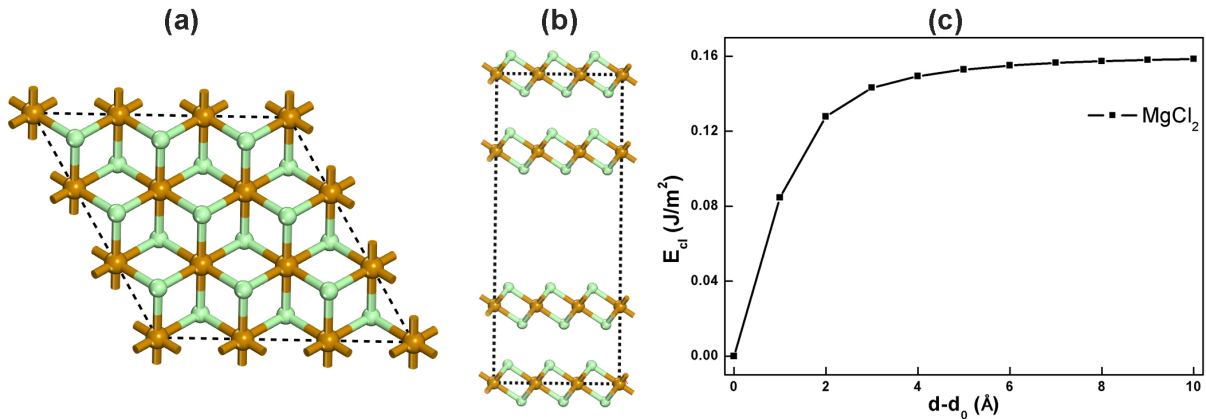 (a)
(b)
(c)
0.16
0.12
0.08
0.04
0.00
E_cl (J/m²)
MgCl₂
0 2 4 6 8 10
d-d₀ (Å)